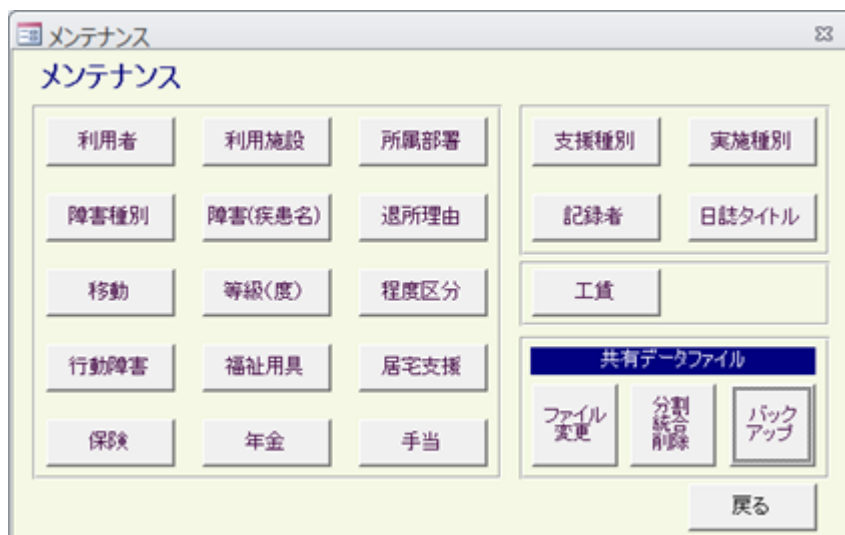 メンテナンス
メンテナンス
利用者 利用施設 所属部署
障害種別 障害(疾患名) 退所理由
移動 等級(度) 程度区分
行動障害 福祉用具 居宅支援
保険 年金 手当
支援種別 実施種別
記録者 日誌タイトル
工賃
共有データファイル
ファイル
変更
分割
統合
削除
バック
アップ
戻る